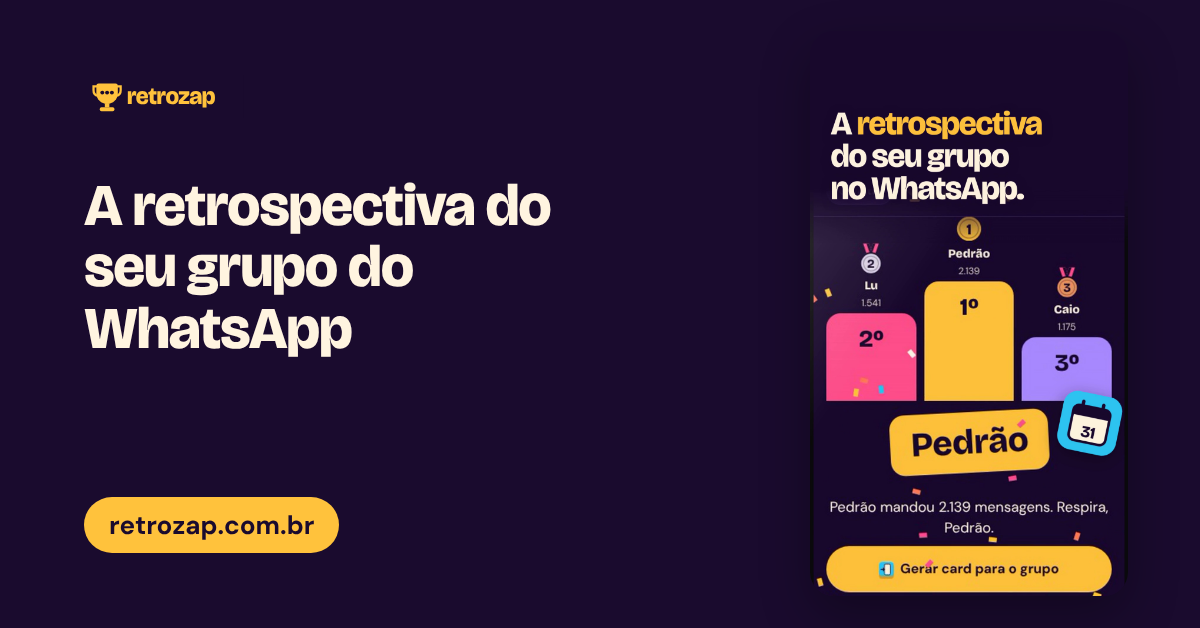 retrozap
A retrospectiva do
seu grupo do
WhatsApp
retrozap.com.br
A retrospectiva
do seu grupo
no WhatsApp.
1
Pedrão
2.139
2
Lu
1.541
3
Caio
1.175
1º
2º
3º
31
Pedrão
Pedrão mandou 2.139 mensagens. Respira,
Pedrão.
Gerar card para o grupo